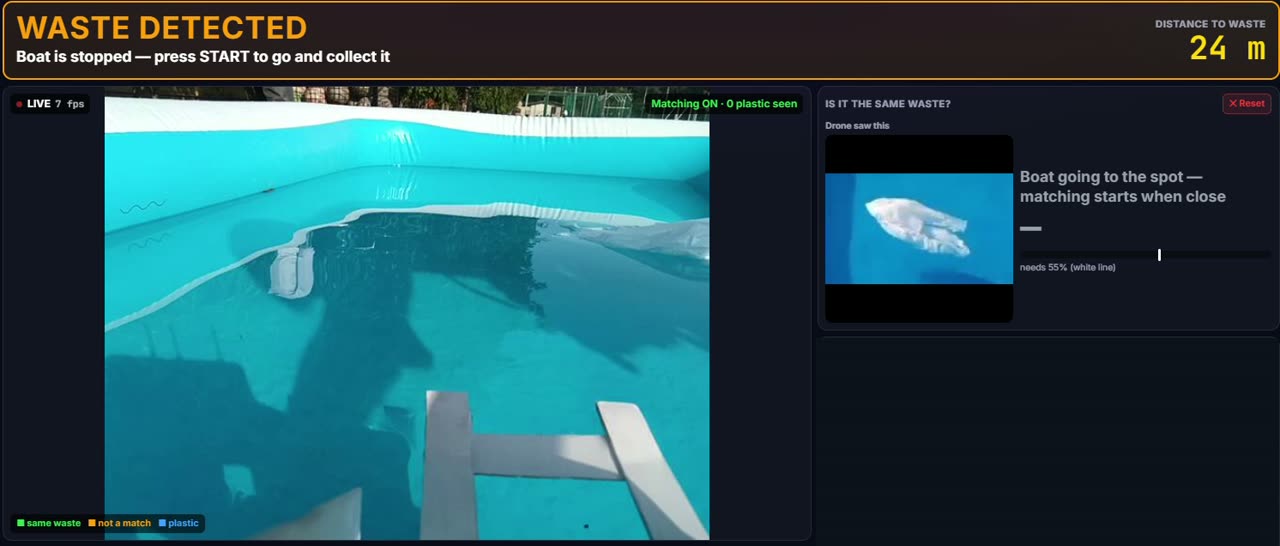 WASTE DETECTED
Boat is stopped — press START to go and collect it
DISTANCE TO WASTE
24 m
LIVE 7 fps
Matching ON · 0 plastic seen
IS IT THE SAME WASTE?
✕ Reset
Drone saw this
Boat going to the spot —
matching starts when close
—
needs 55% (white line)
same waste
not a match
plastic